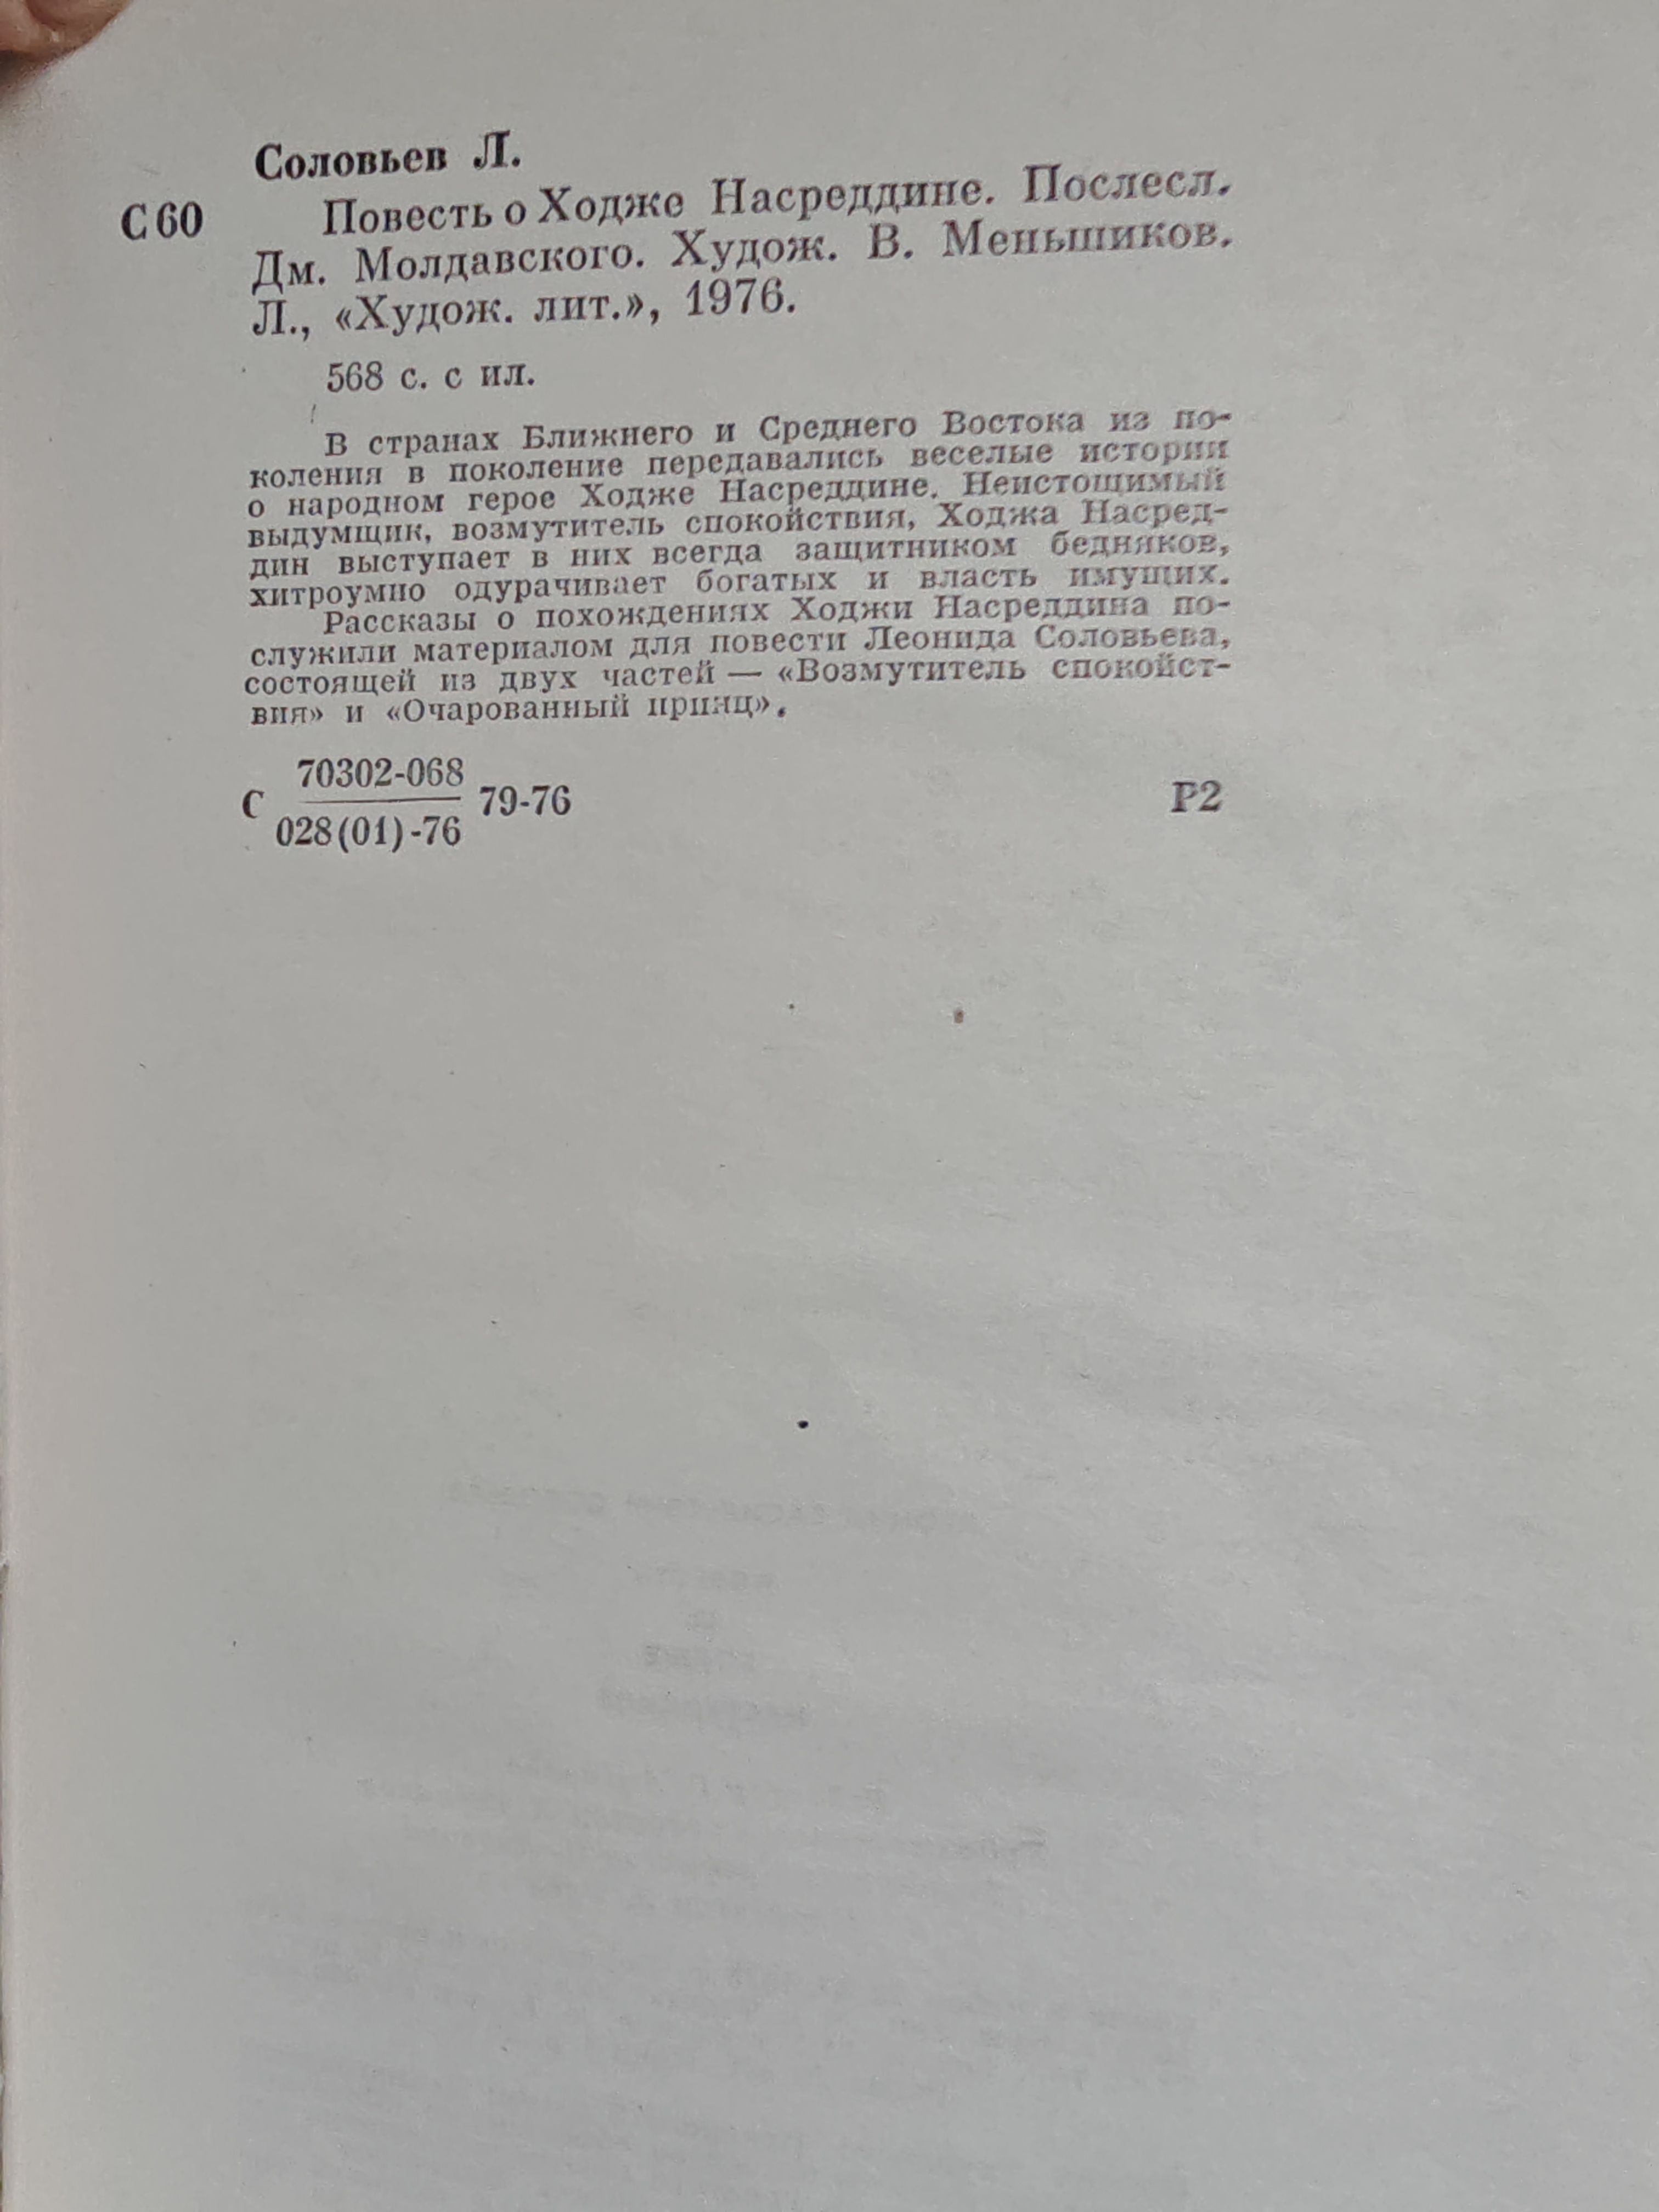 Соловьев Л.
С 60 Повесть о Ходже Насреддине. Послесл.
Дм. Молдавского. Худож. В. Меньшиков.
Л., «Худож. лит.», 1976.
568 с. с ил.
В странах Ближнего и Среднего Востока из по-
коления в поколение передавались веселые истории
о народном герое Ходже Насреддине. Неистощимый
выдумщик, возмутитель спокойствия, Ходжа Насред-
дин выступает в них всегда защитником бедняков,
хитроумно одурачивает богатых и власть имущих.
Рассказы о похождениях Ходжи Насреддина по-
служили материалом для повести Леонида Соловьева,
состоящей из двух частей — «Возмутитель спокойст-
вия» и «Очарованный принц».
70302-068
С 79-76 Р2
028(01)-76